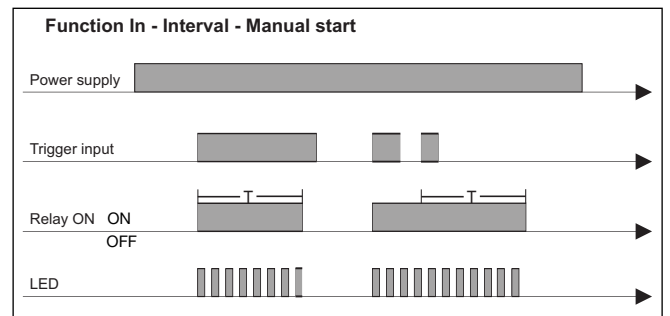 Function In - Interval - Manual start
Power supply
Trigger input
T
T
Relay ON ON
OFF
LED